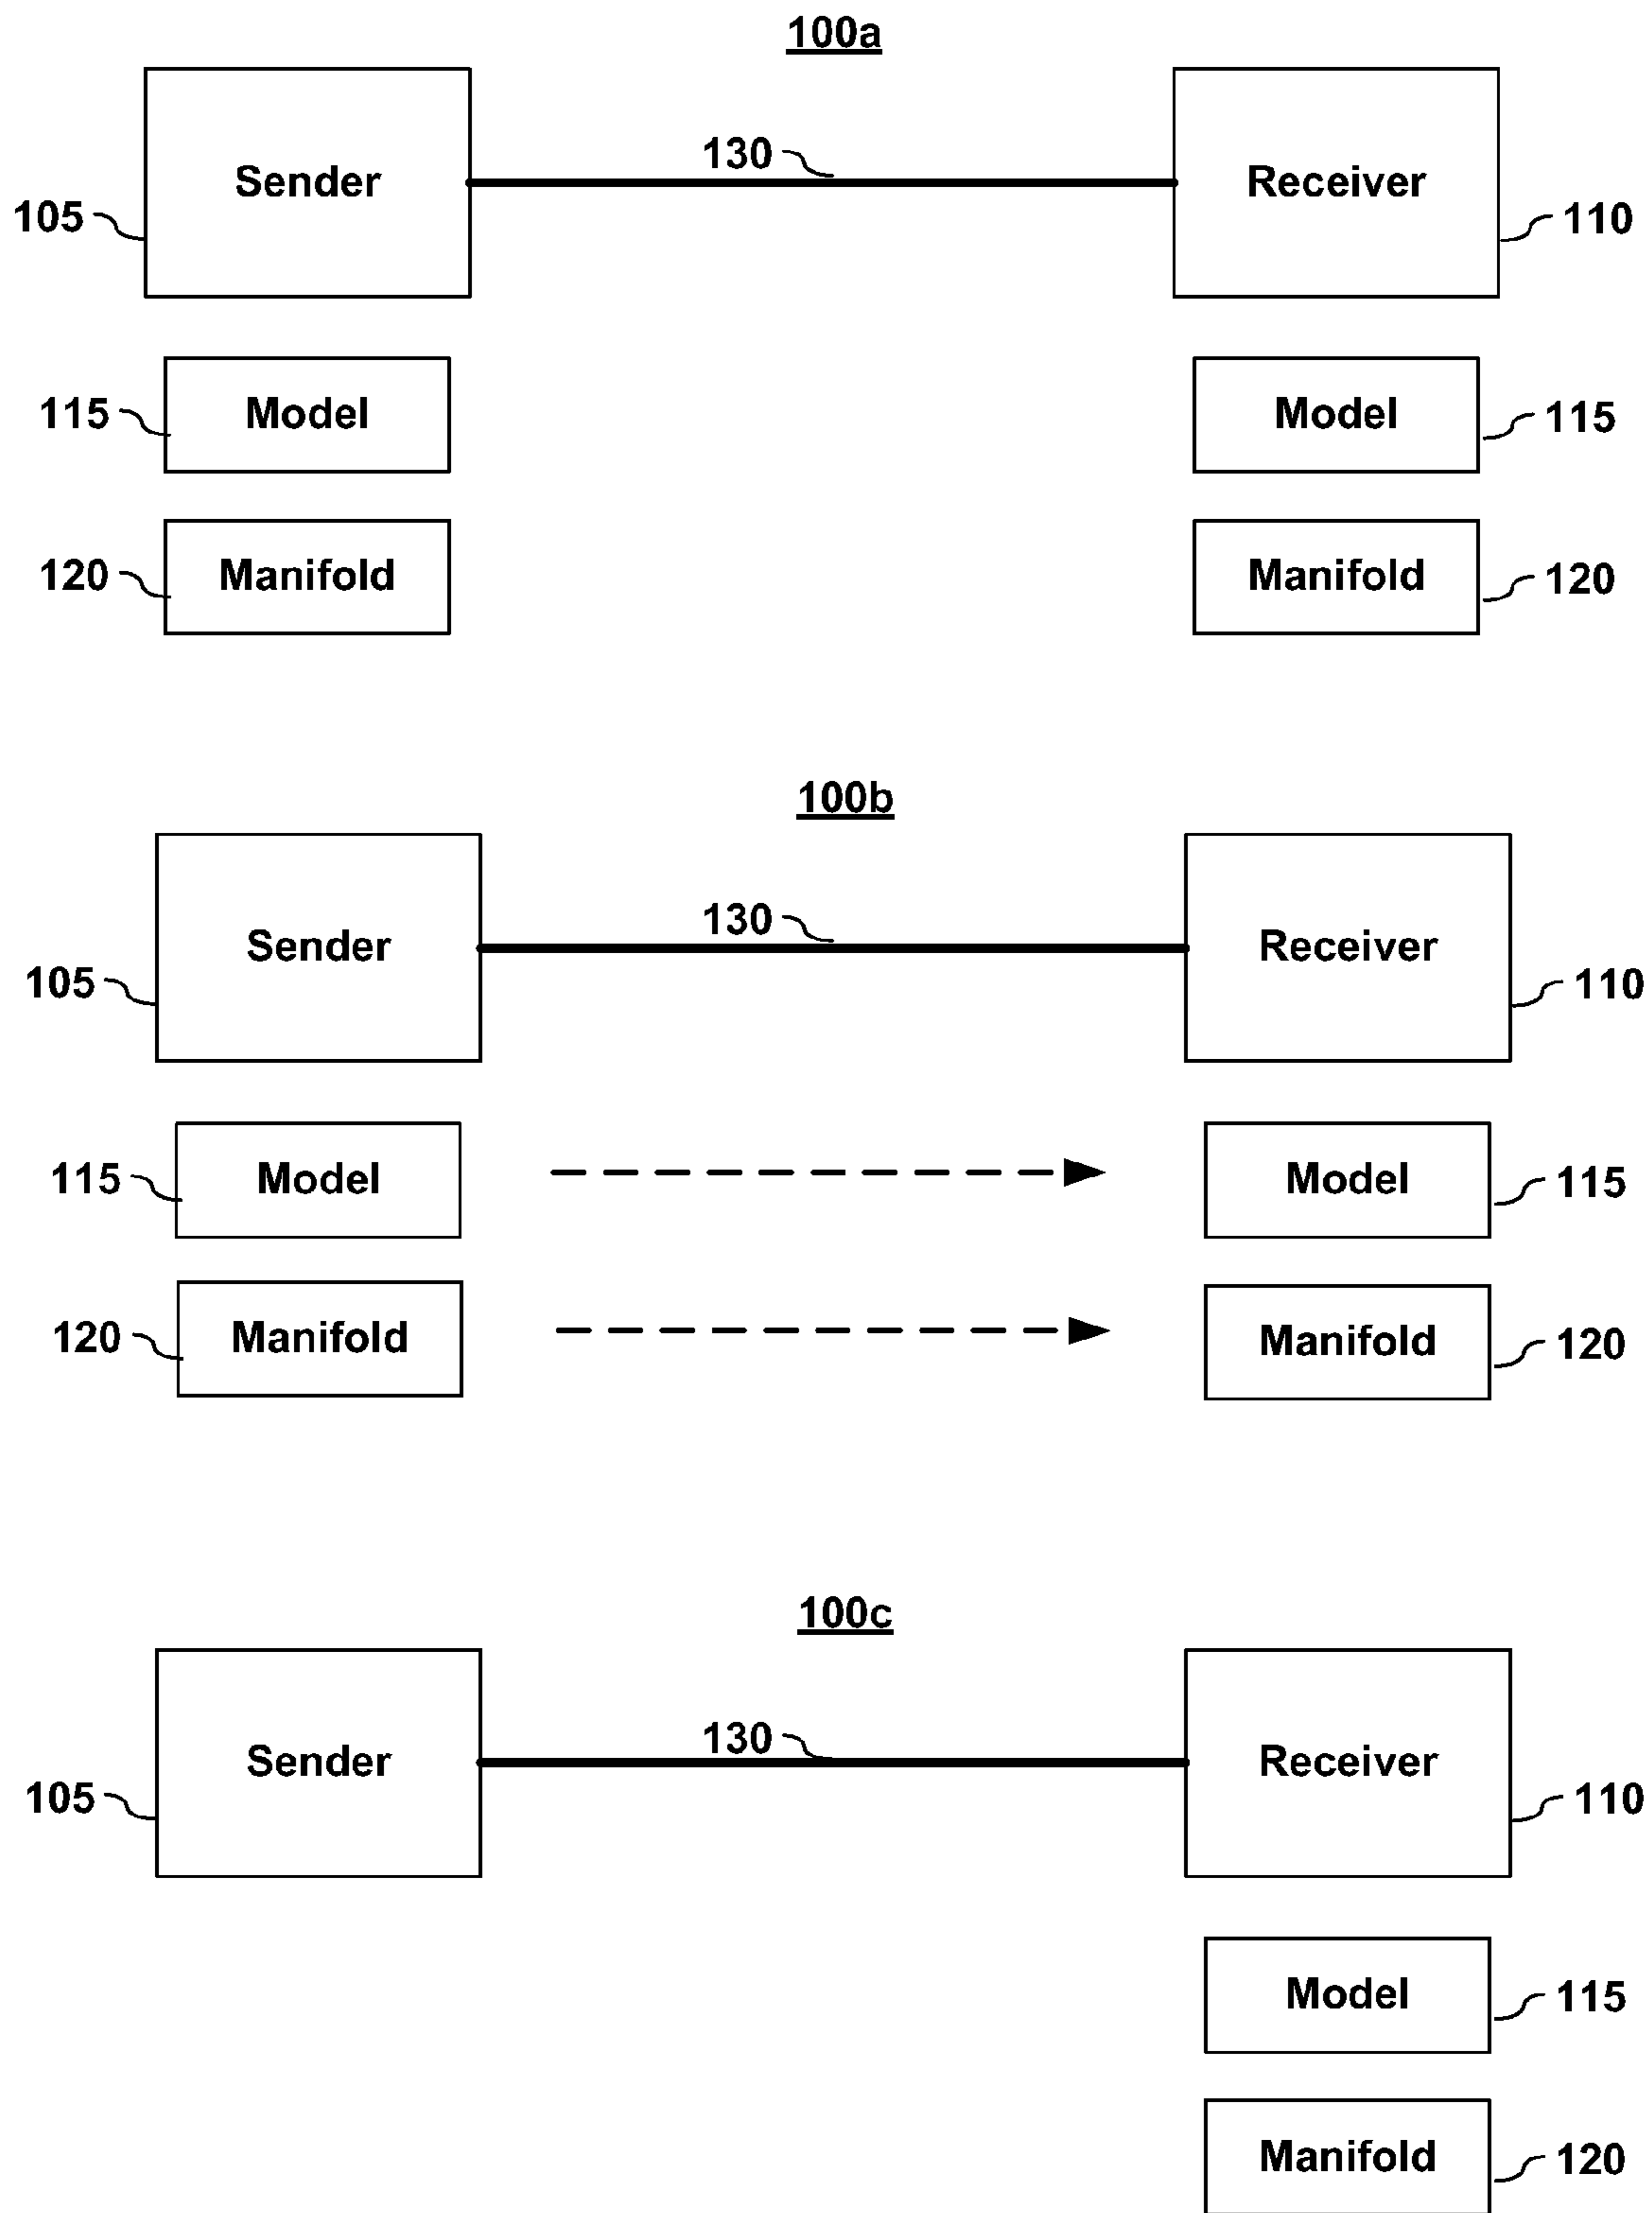 100a
130
Sender
Receiver
105
110
115
Model
Model
115
120
Manifold
Manifold
120
100b
130
Sender
Receiver
105
110
115
Model
Model
115
120
Manifold
Manifold
120
100c
130
Sender
Receiver
105
110
Model
115
Manifold
120